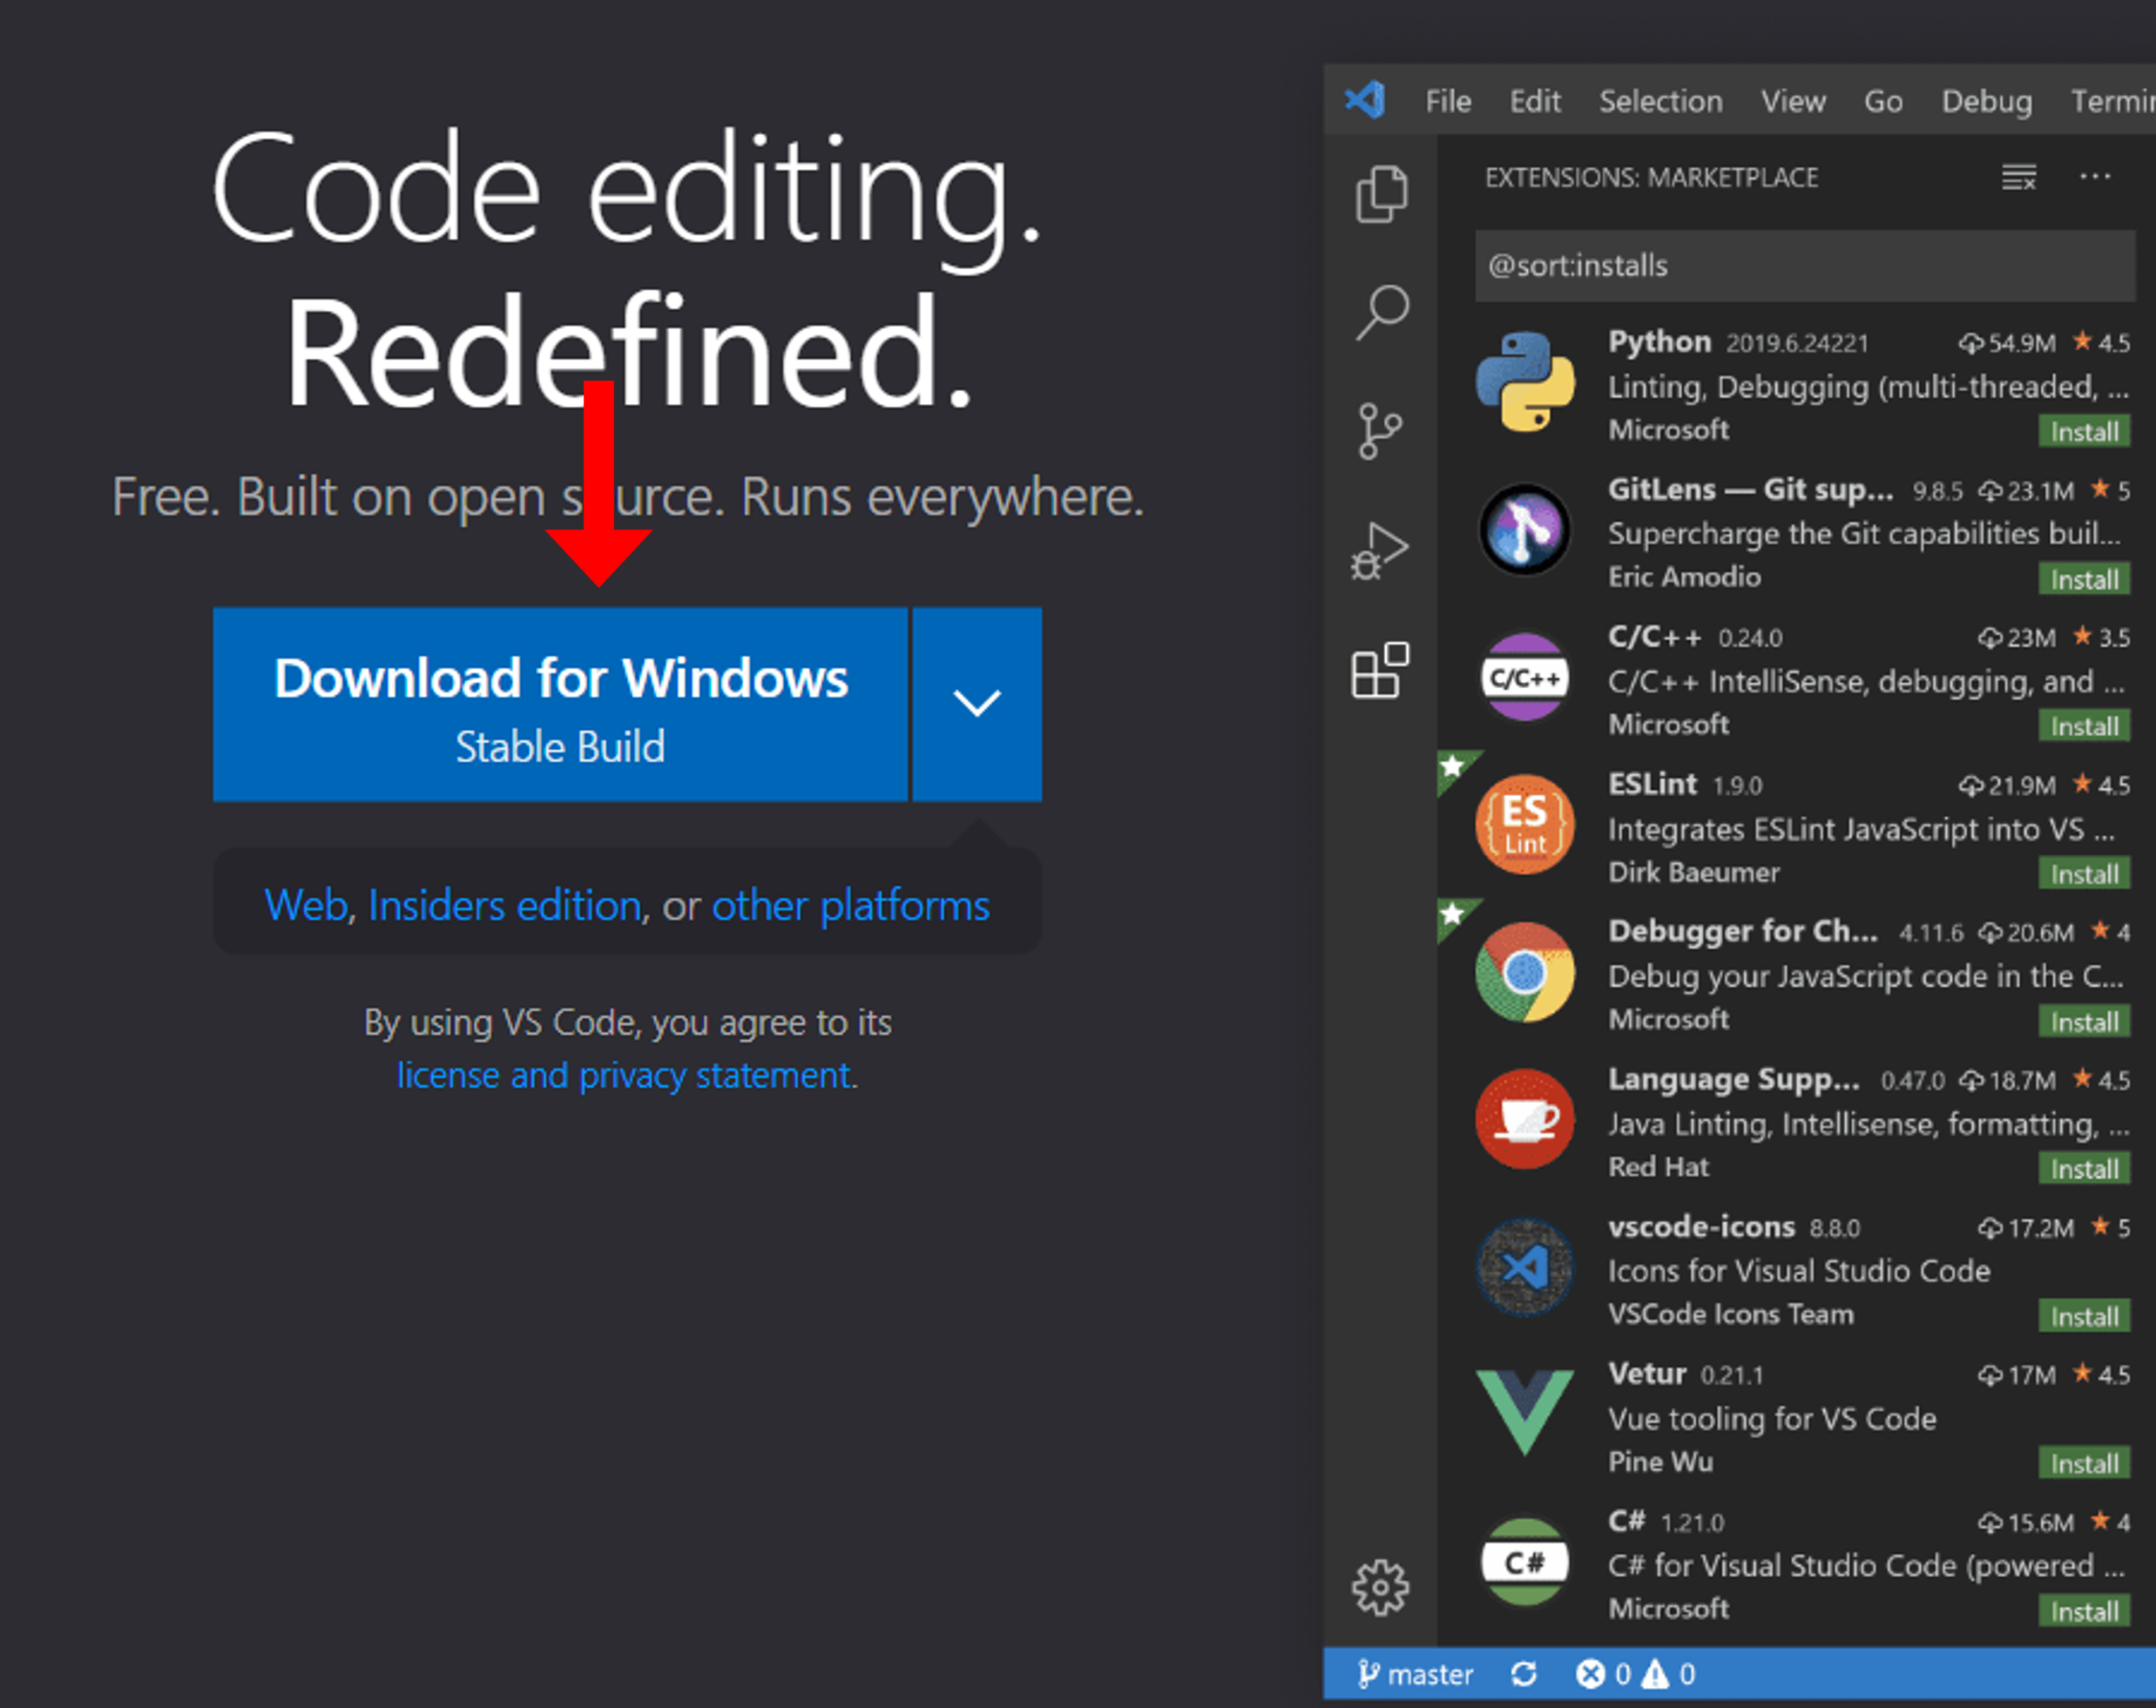 Code editing.
Redefined.
Free. Built on open source. Runs everywhere.
Download for Windows
Stable Build
Web, Insiders edition, or other platforms
By using VS Code, you agree to its
license and privacy statement.
File Edit Selection View Go Debug Termin
EXTENSIONS: MARKETPLACE ...
@sort:installs
Python 2019.6.24221 54.9M 4.5
Linting, Debugging (multi-threaded, ...
Microsoft Install
GitLens — Git sup... 9.8.5 23.1M 5
Supercharge the Git capabilities buil...
Eric Amodio Install
C/C++
C/C++ 0.24.0 23M 3.5
C/C++ IntelliSense, debugging, and ...
Microsoft Install
ES
Lint
ESLint 1.9.0 21.9M 4.5
Integrates ESLint JavaScript into VS ...
Dirk Baeumer Install
Debugger for Ch... 4.11.6 20.6M 4
Debug your JavaScript code in the C...
Microsoft Install
Language Supp... 0.47.0 18.7M 4.5
Java Linting, Intellisense, formatting, ...
Red Hat Install
vscode-icons 8.8.0 17.2M 5
Icons for Visual Studio Code
VSCode Icons Team Install
Vetur 0.21.1 17M 4.5
Vue tooling for VS Code
Pine Wu Install
C#
C# 1.21.0 15.6M 4
C# for Visual Studio Code (powered ...
Microsoft Install
master 0 0